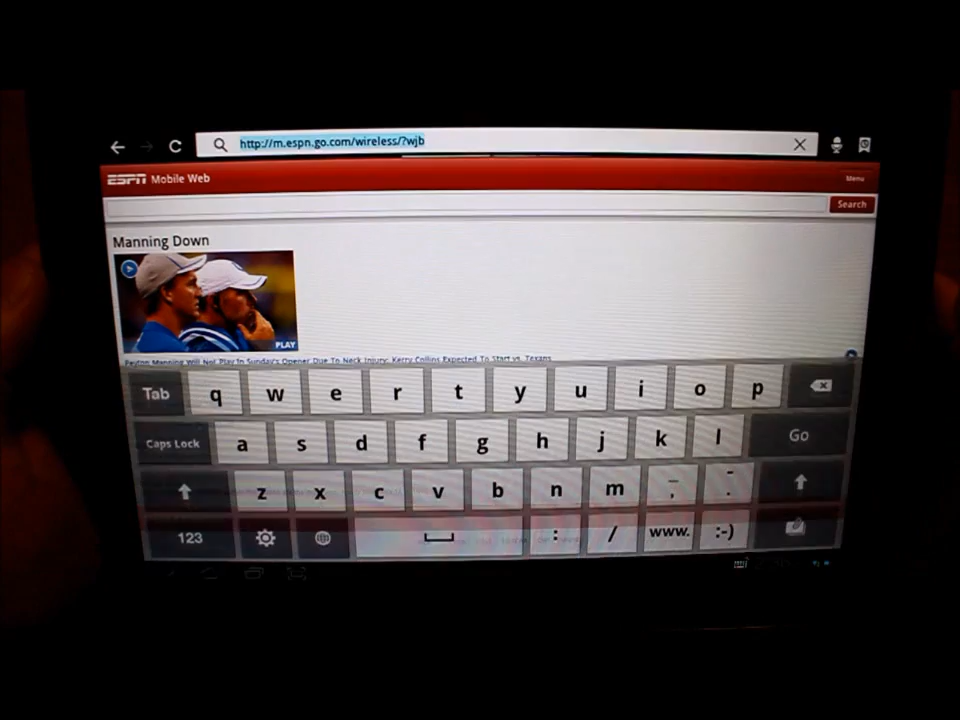 http://m.espn.go.com/wireless/?wjb
ESPN Mobile Web
Menu
Search
Manning Down
PLAY
Peyton Manning Will Not Play In Sunday's Opener Due To Neck Injury; Kerry Collins Expected To Start vs. Texans
Tab q w e r t y u i o p
Caps Lock a s d f g h j k l Go
z x c v b n m _ , - .
123 : / www. :-)